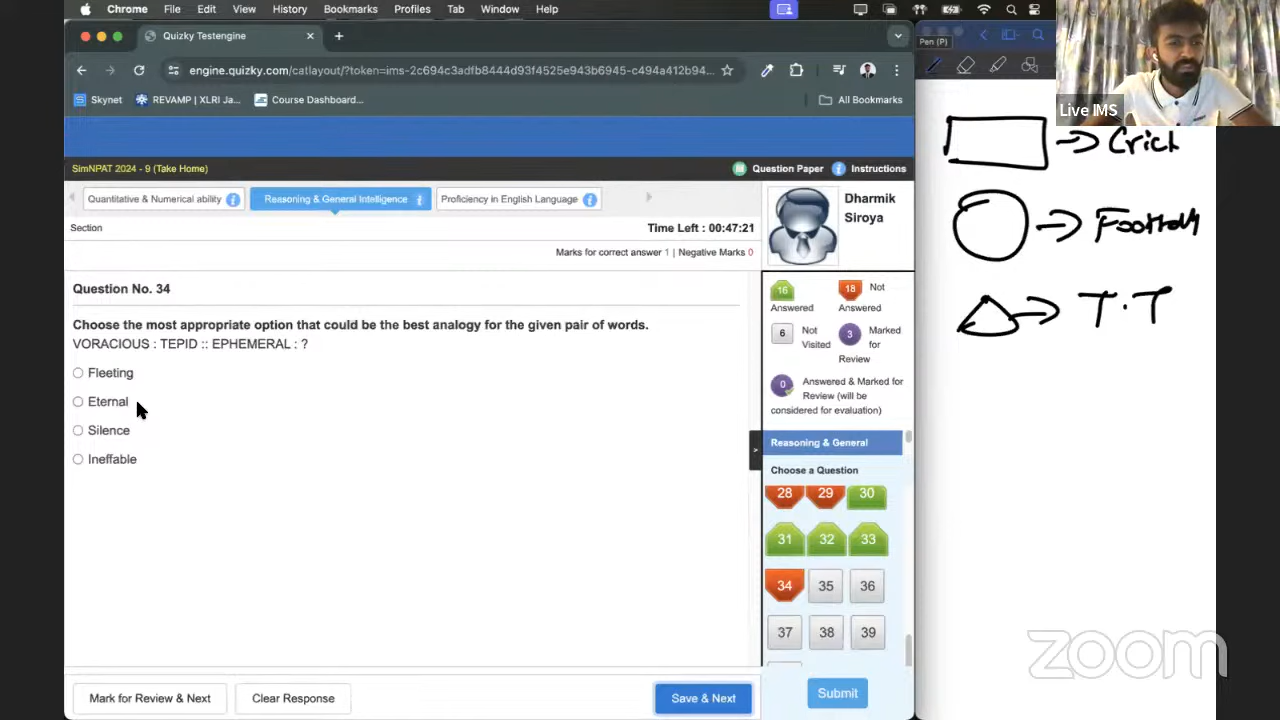 Chrome File Edit View History Bookmarks Profiles Tab Window Help
Quizky Testengine
engine.quizky.com/catlayout/?token=ims-2c694c3adfb8444d93f4525e943b6945-c494a412b94...
Skynet REVAMP | XLRI Ja... Course Dashboard... All Bookmarks
Pen (P)
Live IMS
SimNPAT 2024 - 9 (Take Home)
Question Paper Instructions
Quantitative & Numerical ability Reasoning & General Intelligence Proficiency in English Language
Section
Time Left : 00:47:21
Marks for correct answer 1 | Negative Marks 0
Dharmik
Siroya
Question No. 34
Choose the most appropriate option that could be the best analogy for the given pair of words.
VORACIOUS : TEPID :: EPHEMERAL : ?
Fleeting
Eternal
Silence
Ineffable
16 Answered
18 Not Answered
6 Not Visited
3 Marked for Review
0 Answered & Marked for Review (will be considered for evaluation)
Reasoning & General
Choose a Question
28 29 30
31 32 33
34 35 36
37 38 39
>
Mark for Review & Next Clear Response Save & Next Submit
T.T
zoom